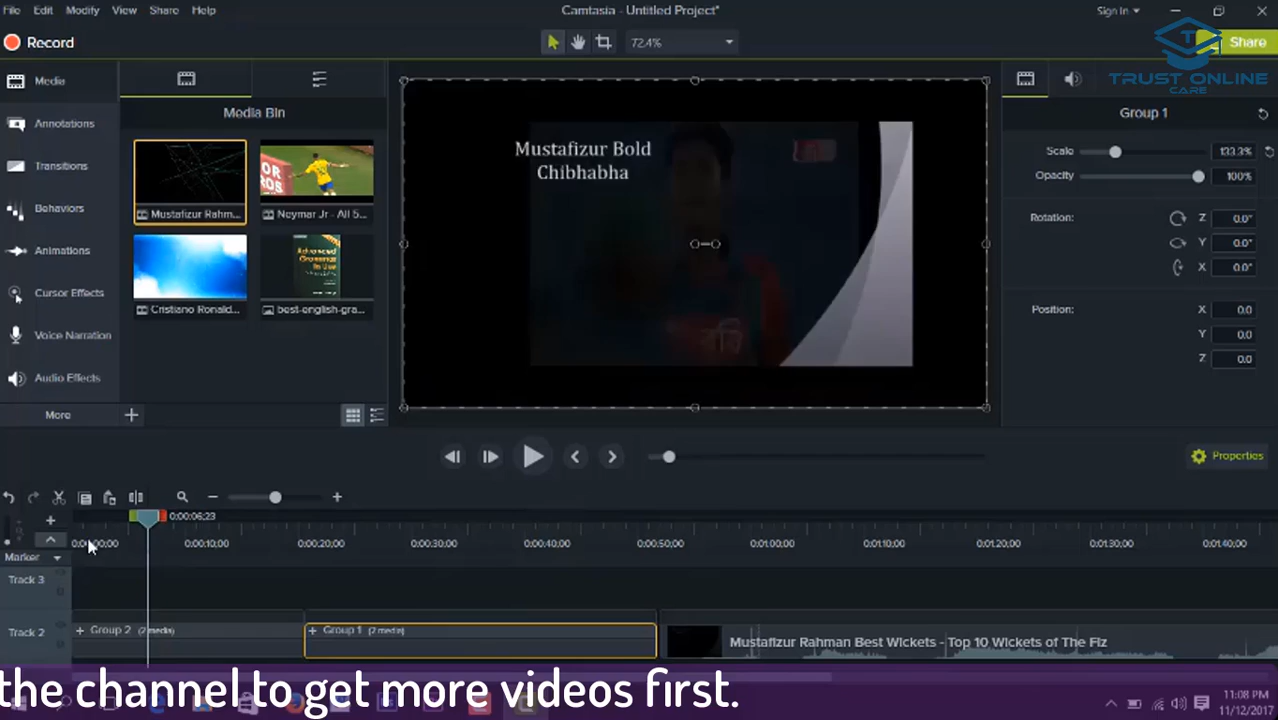 File Edit Modify View Share Help
Camtasia - Untitled Project*
Sign In
Record
72.4%
Share
TRUST ONLINE
CARE
Media
Annotations
Transitions
Behaviors
Animations
Cursor Effects
Voice Narration
Audio Effects
More
Media Bin
Mustafizur Rahm...
Neymar Jr - All 5...
Cristiano Ronald...
best-english-gra...
Advanced
Grammar
in Use
Mustafizur Bold
Chibhabha
Group 1
Scale 133.3%
Opacity 100%
Rotation: Z 0.0°
Y 0.0°
X 0.0°
Position: X 0.0
Y 0.0
Z 0.0
Properties
0:00:06;23
0:00:00;00 0:00:10;00 0:00:20;00 0:00:30;00 0:00:40;00 0:00:50;00 0:01:00;00 0:01:10;00 0:01:20;00 0:01:30;00 0:01:40;00
Marker
Track 3
Track 2
+ Group 2 (2 media)
+ Group 1 (2 media)
Mustafizur Rahman Best Wickets - Top 10 Wickets of The Fiz
the channel to get more videos first.
11:08 PM
11/12/2017